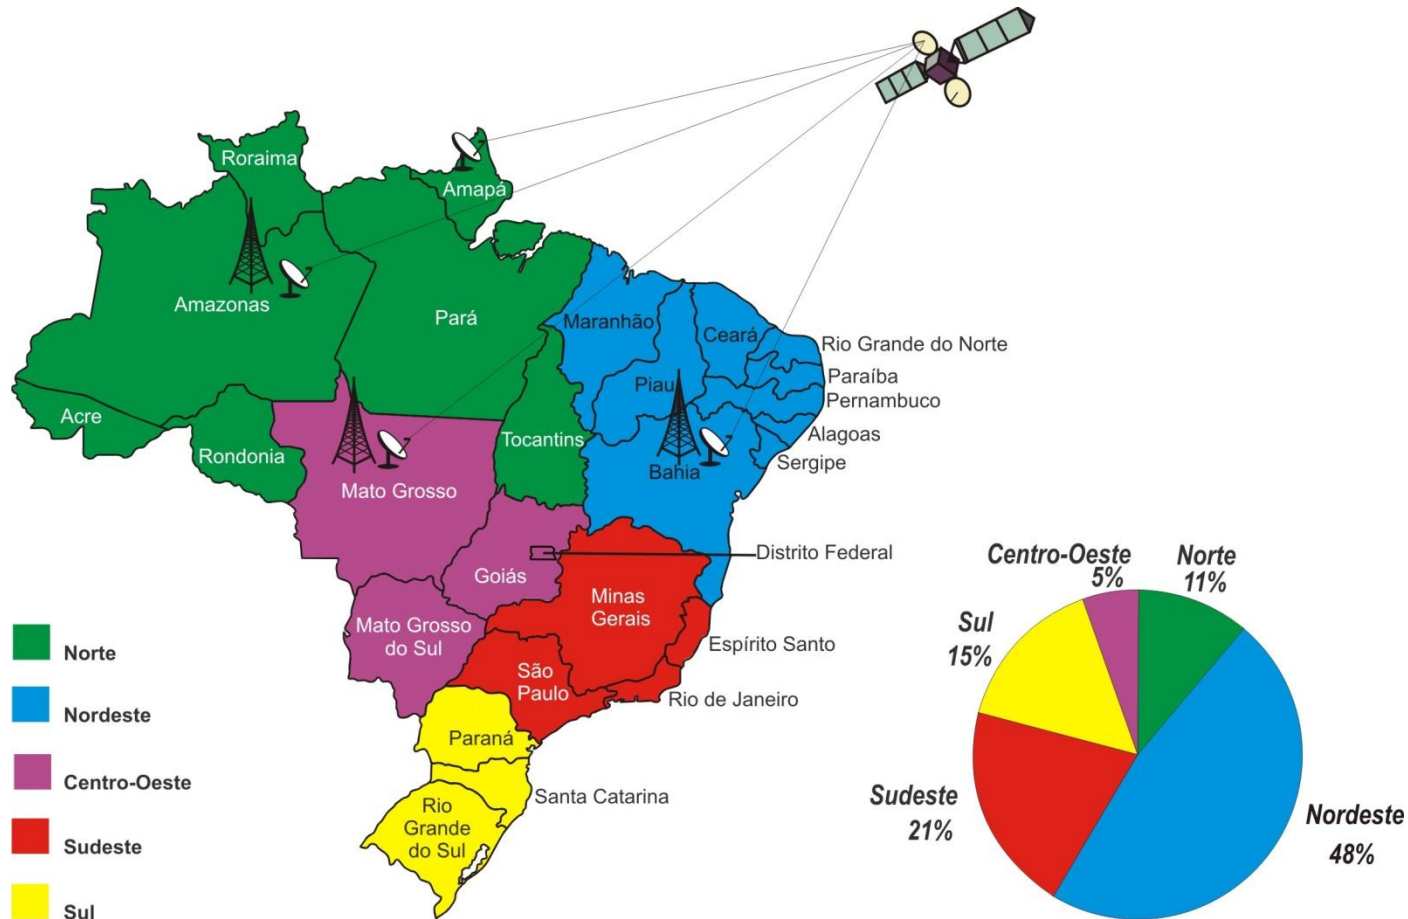 Roraima
Amapá
Amazonas
Pará
Maranhão
Ceará
Rio Grande do Norte
Piau
Paraíba
Pernambuco
Acre
Alagoas
Rondonia
Tocantins
Sergipe
Bahia
Mato Grosso
Distrito Federal
Goiás
Minas
Gerais
Mato Grosso
do Sul
Espírito Santo
São
Paulo
Rio de Janeiro
Paraná
Santa Catarina
Rio
Grande
do Sul
Norte
Nordeste
Centro-Oeste
Sudeste
Sul
Centro-Oeste
5%
Norte
11%
Sul
15%
Sudeste
21%
Nordeste
48%